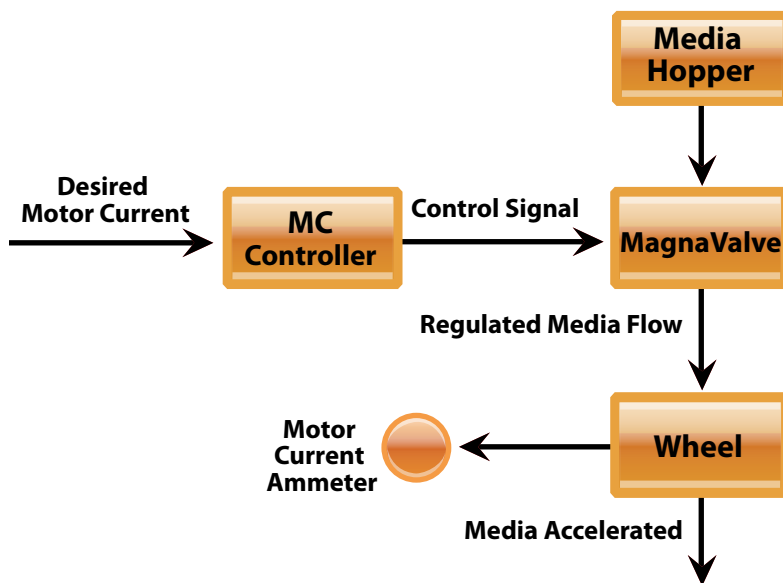 Media
Hopper
Desired
Motor Current
MC
Controller
Control Signal
MagnaValve
Regulated Media Flow
Motor
Current
Ammeter
Wheel
Media Accelerated